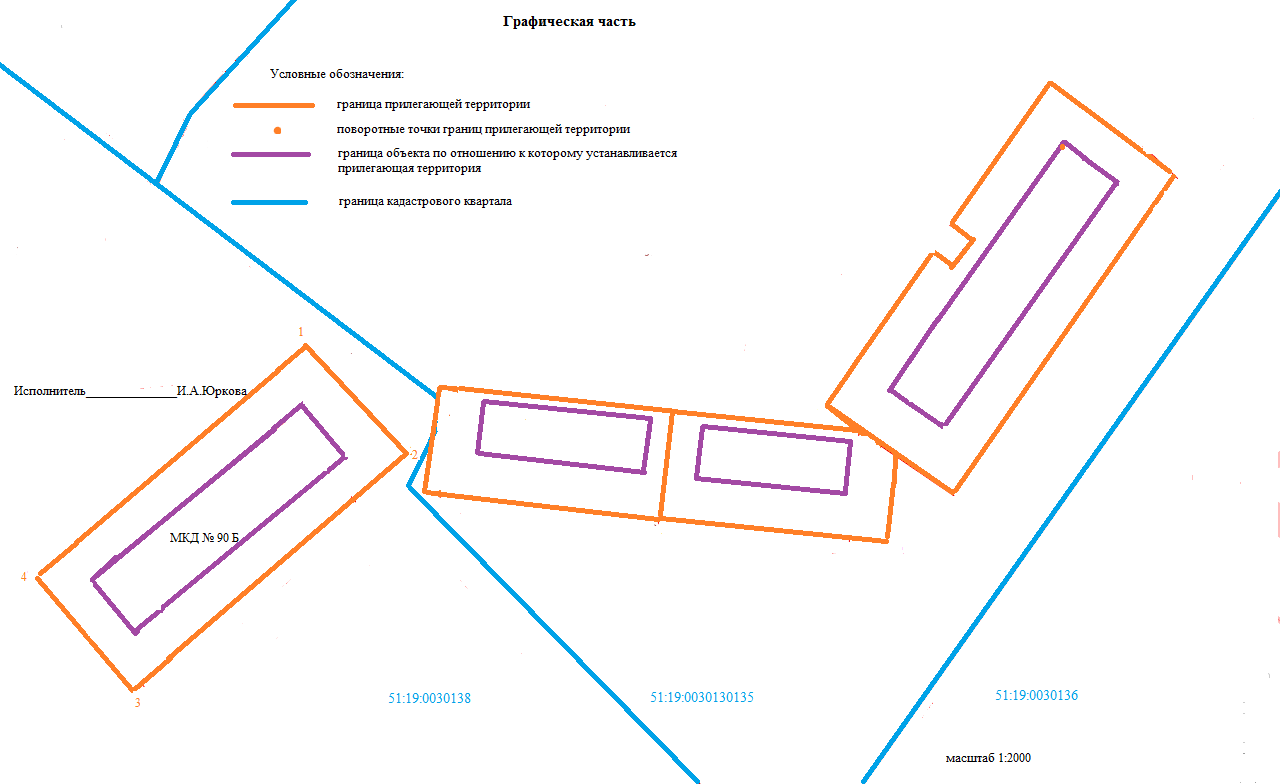 Графическая часть
Условные обозначения:
граница прилегающей территории
поворотные точки границ прилегающей территории
граница объекта по отношению к которому устанавливается
прилегающая территория
граница кадастрового квартала
1
Исполнитель_______________И.А.Юркова
2
МКД № 90 Б
4
3
51:19:0030138
51:19:0030130135
51:19:0030136
масштаб 1:2000